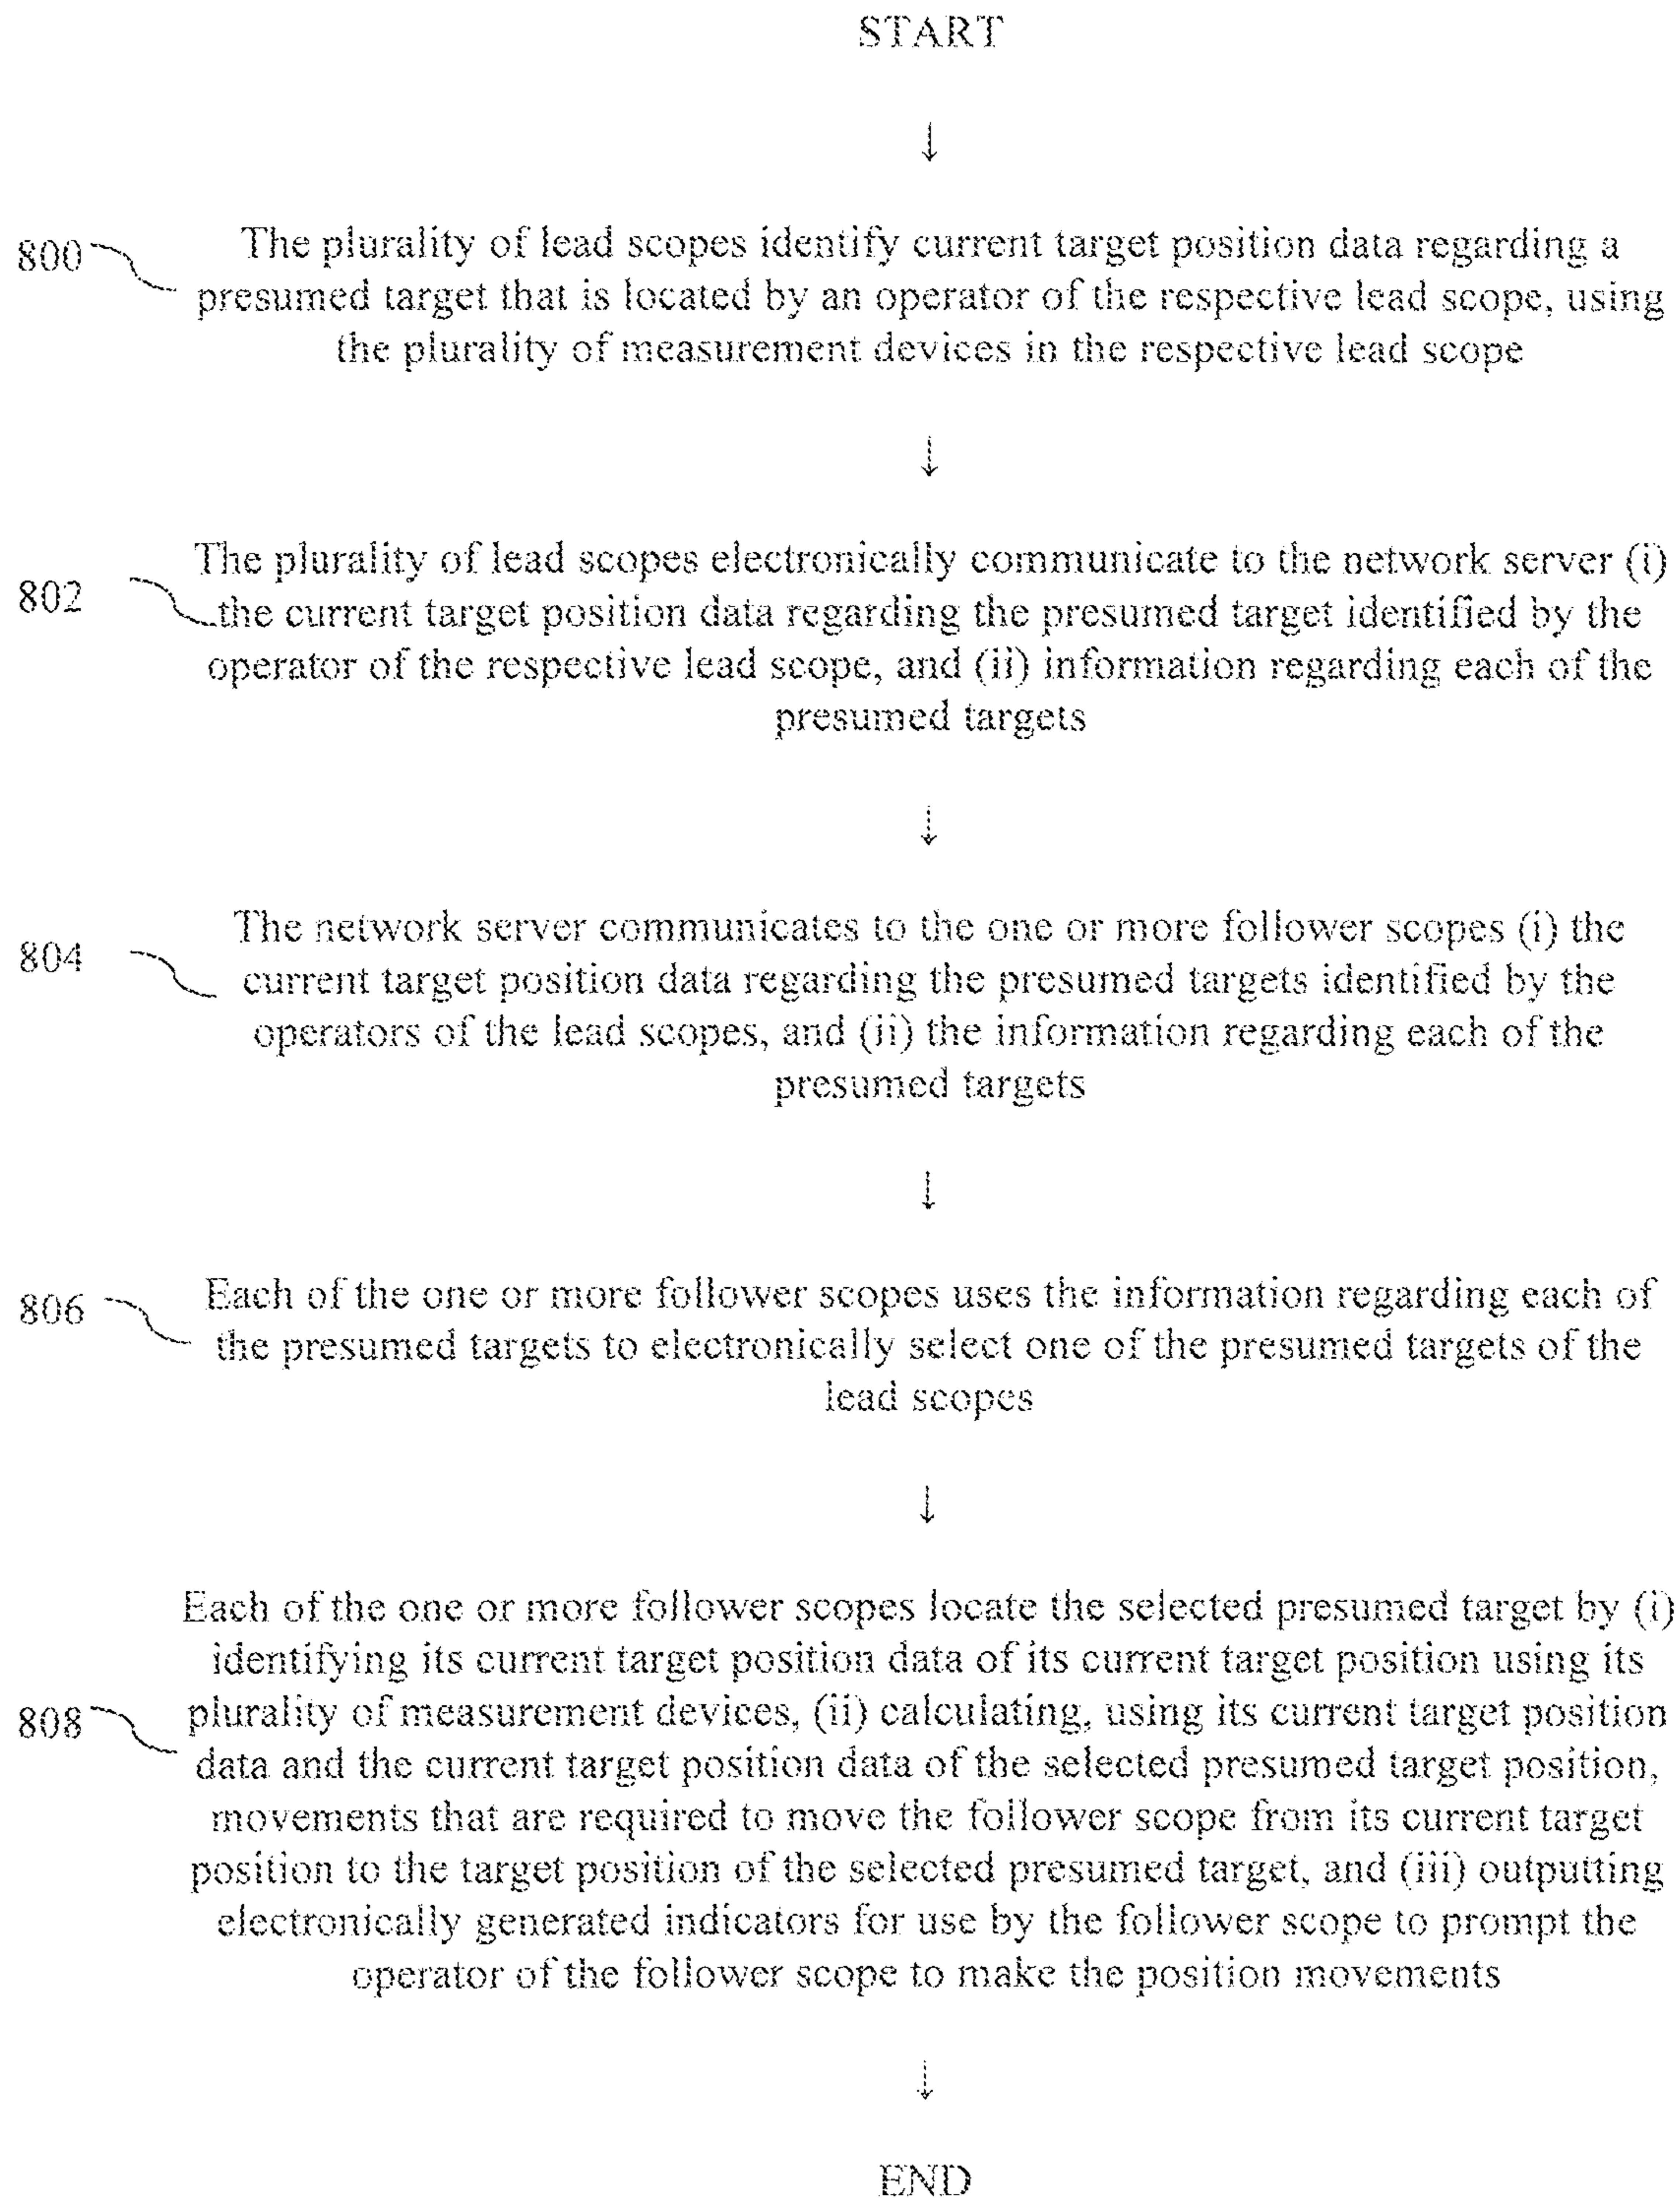 START
↓
800 The plurality of lead scopes identify current target position data regarding a
presumed target that is located by an operator of the respective lead scope, using
the plurality of measurement devices in the respective lead scope
↓
The plurality of lead scopes electronically communicate to the network server (i)
802 the current target position data regarding the presumed target identified by the
operator of the respective lead scope, and (ii) information regarding each of the
presumed targets
↓
The network server communicates to the one or more follower scopes (i) the
804 current target position data regarding the presumed targets identified by the
operators of the lead scopes, and (ii) the information regarding each of the
presumed targets
↓
806 Each of the one or more follower scopes uses the information regarding each of
the presumed targets to electronically select one of the presumed targets of the
lead scopes
↓
Each of the one or more follower scopes locate the selected presumed target by (i)
identifying its current target position data of its current target position using its
808 plurality of measurement devices, (ii) calculating, using its current target position
data and the current target position data of the selected presumed target position,
movements that are required to move the follower scope from its current target
position to the target position of the selected presumed target, and (iii) outputting
electronically generated indicators for use by the follower scope to prompt the
operator of the follower scope to make the position movements
↓
END